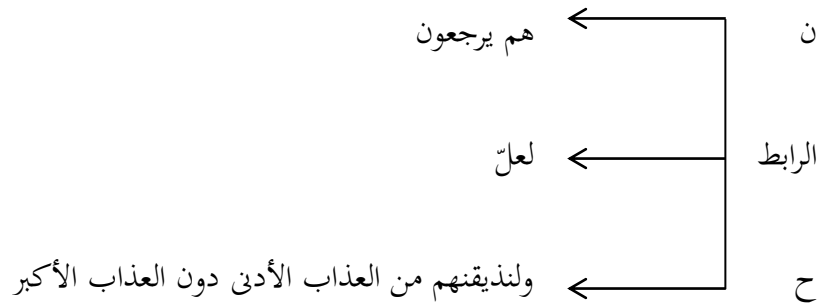 ن هم يرجعون
الرابط لعلّ
ح ولنذيقنهم من العذاب الأدنى دون العذاب الأكبر